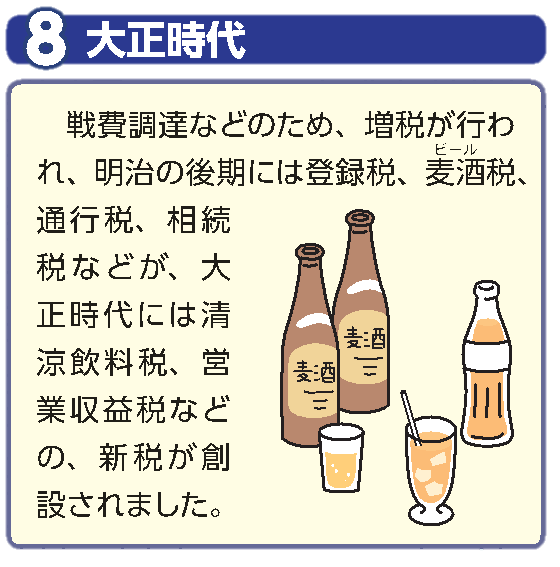 8 大正時代
戦費調達などのため、増税が行わ
れ、明治の後期には登録税、麦酒税、
ビール
通行税、相続
税などが、大
正時代には清
涼飲料税、営
業収益税など
の、新税が創
設されました。
麦酒
麦酒